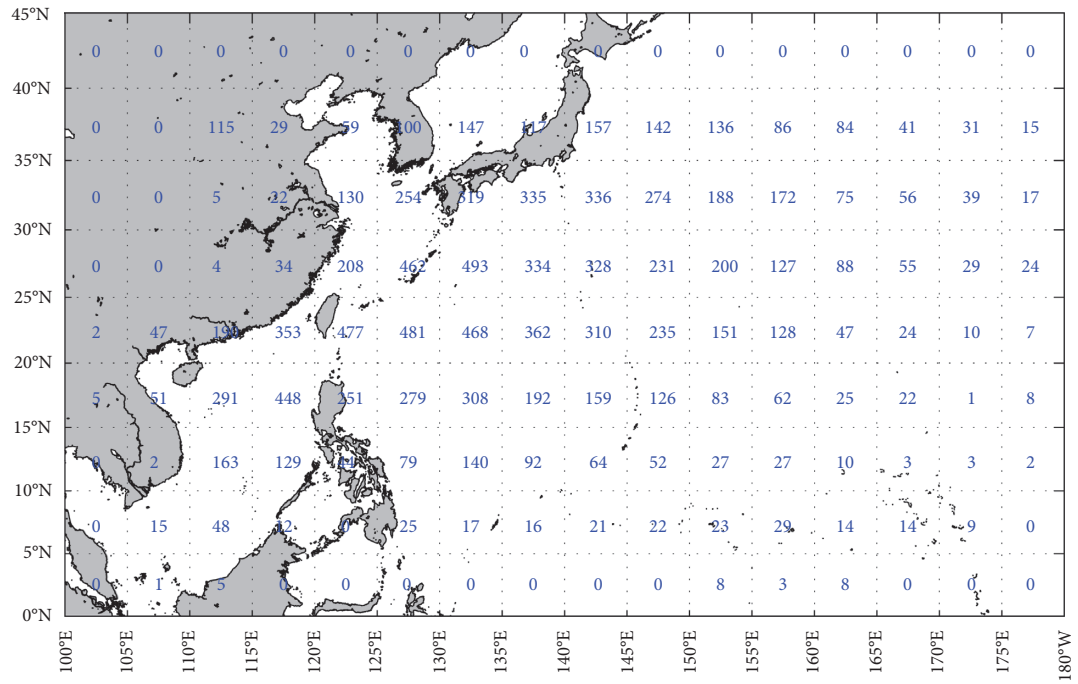 45°N
0 0 0 0 0 0 0 0 0 0 0 0 0 0 0 0
40°N
0 0 115 29 59 100 147 157 142 136 86 84 41 31 15
35°N
0 0 5 22 130 254 319 335 336 274 188 172 75 56 39 17
30°N
0 0 4 34 208 462 493 334 328 231 200 127 88 55 29 24
25°N
2 47 353 477 481 468 362 310 235 151 128 47 24 10 7
20°N
5 51 291 448 251 279 308 192 159 126 83 62 25 22 1 8
15°N
0 2 163 129 79 140 92 64 52 27 27 10 3 3 2
10°N
0 15 48 12 0 25 17 16 21 22 23 29 14 14 9 0
5°N
0 1 5 0 0 0 0 0 0 0 8 3 8 0 0 0
0°N
100°E 105°E 110°E 115°E 120°E 125°E 130°E 135°E 140°E 145°E 150°E 155°E 160°E 165°E 170°E 175°E 180°W